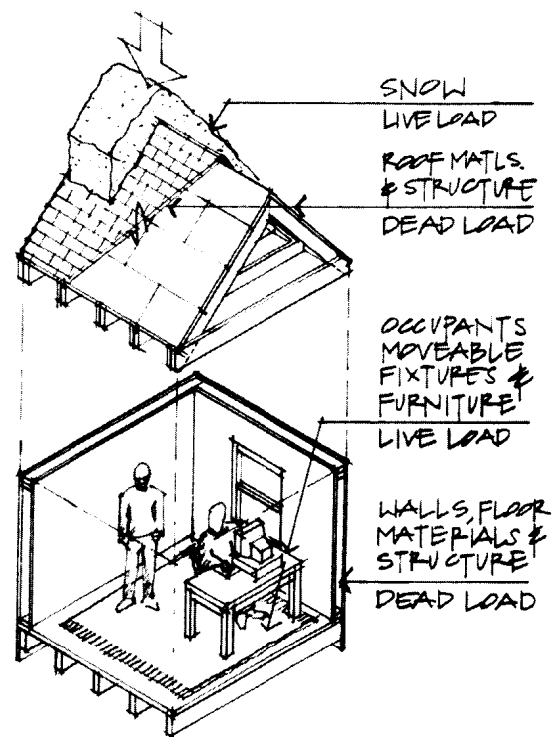 SNOW
LIVE LOAD
ROOF MATLS.
& STRUCTURE
DEAD LOAD
OCCUPANTS
MOVEABLE
FIXTURES &
FURNITURE
LIVE LOAD
WALLS, FLOOR
MATERIALS &
STRUCTURE
DEAD LOAD